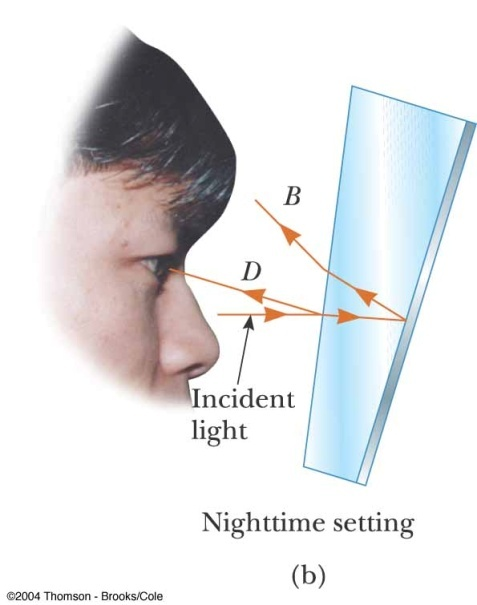 B
D
Incident
light
Nighttime setting
(b)
©2004 Thomson - Brooks/Cole